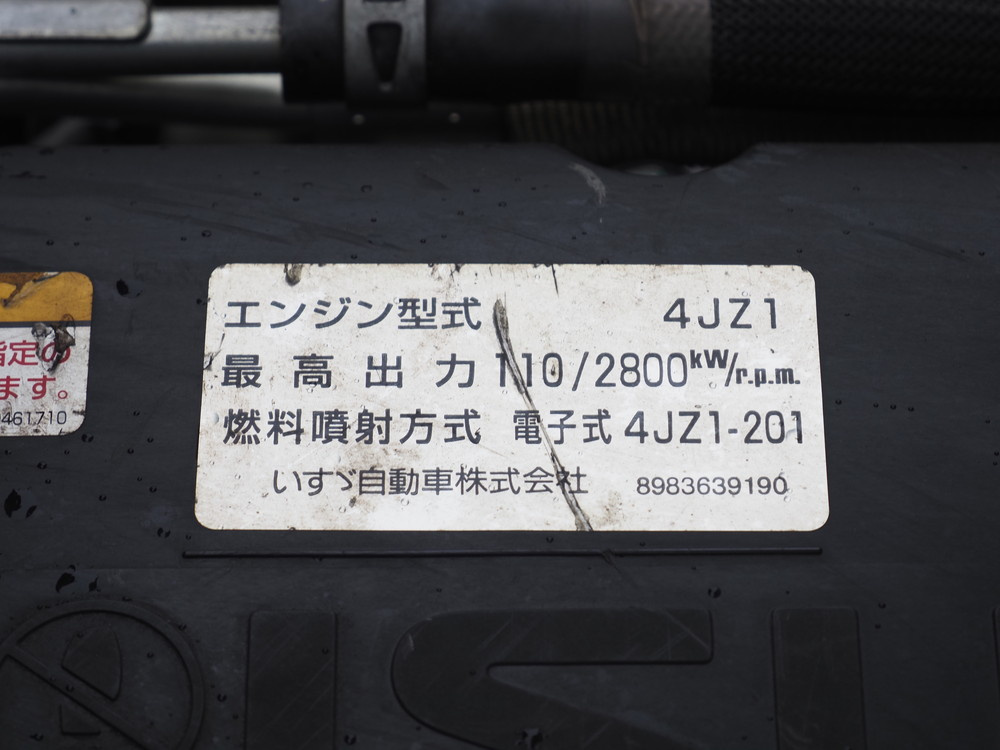 エンジン型式 4JZ1
最高出力 110/2800kW/r.p.m.
燃料噴射方式 電子式 4JZ1-201
いすゞ自動車株式会社 8983639190
指定の
ます。
461710
ISU